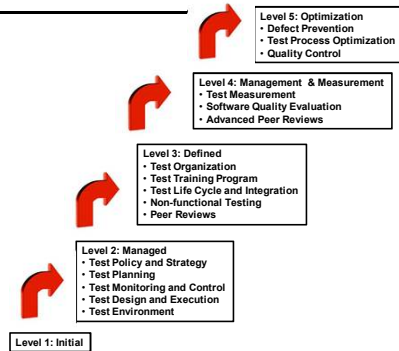 Level 5: Optimization
• Defect Prevention
• Test Process Optimization
• Quality Control
Level 4: Management & Measurement
• Test Measurement
• Software Quality Evaluation
• Advanced Peer Reviews
Level 3: Defined
• Test Organization
• Test Training Program
• Test Life Cycle and Integration
• Non-functional Testing
• Peer Reviews
Level 2: Managed
• Test Policy and Strategy
• Test Planning
• Test Monitoring and Control
• Test Design and Execution
• Test Environment
Level 1: Initial